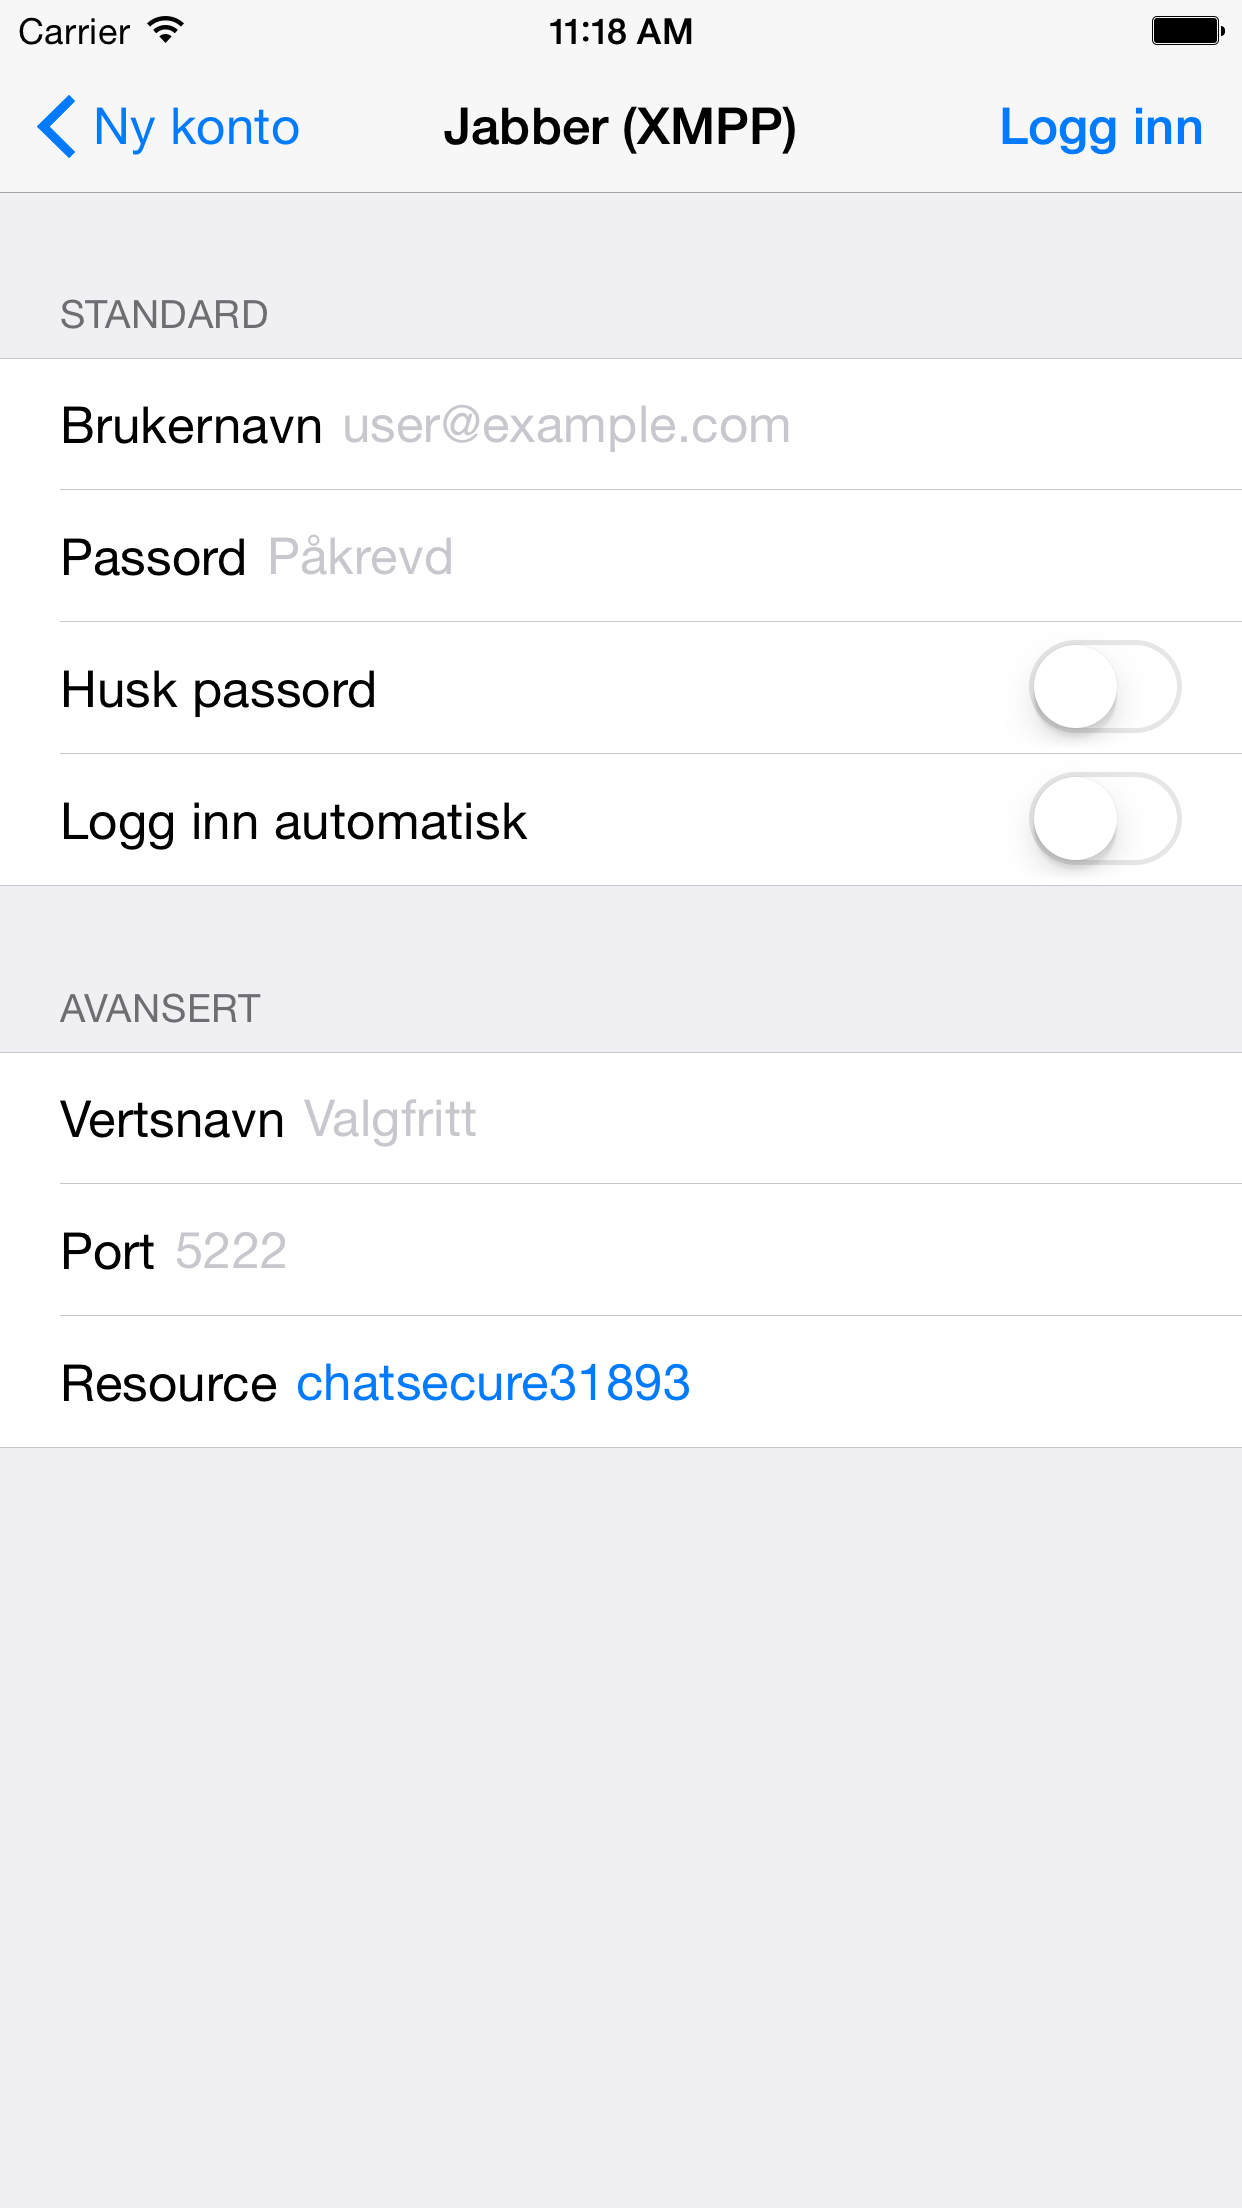 Carrier 11:18 AM
Ny konto Jabber (XMPP) Logg inn
STANDARD
Brukernavn user@example.com
Passord Påkrevd
Husk passord
Logg inn automatisk
AVANSERT
Vertsnavn Valgfritt
Port 5222
Resource chatsecure31893